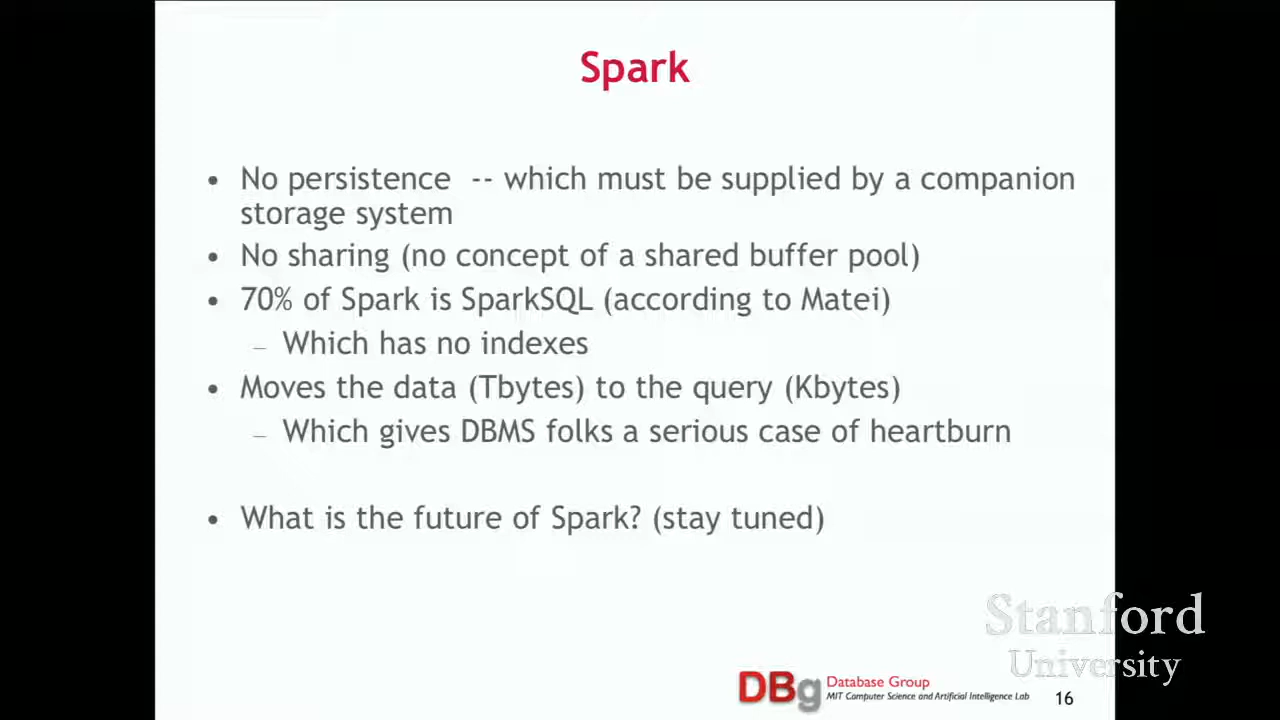 Spark
• No persistence -- which must be supplied by a companion
storage system
• No sharing (no concept of a shared buffer pool)
• 70% of Spark is SparkSQL (according to Matei)
– Which has no indexes
• Moves the data (Tbytes) to the query (Kbytes)
– Which gives DBMS folks a serious case of heartburn
• What is the future of Spark? (stay tuned)
Stanford
University
DBg Database Group
MIT Computer Science and Artificial Intelligence Lab
16